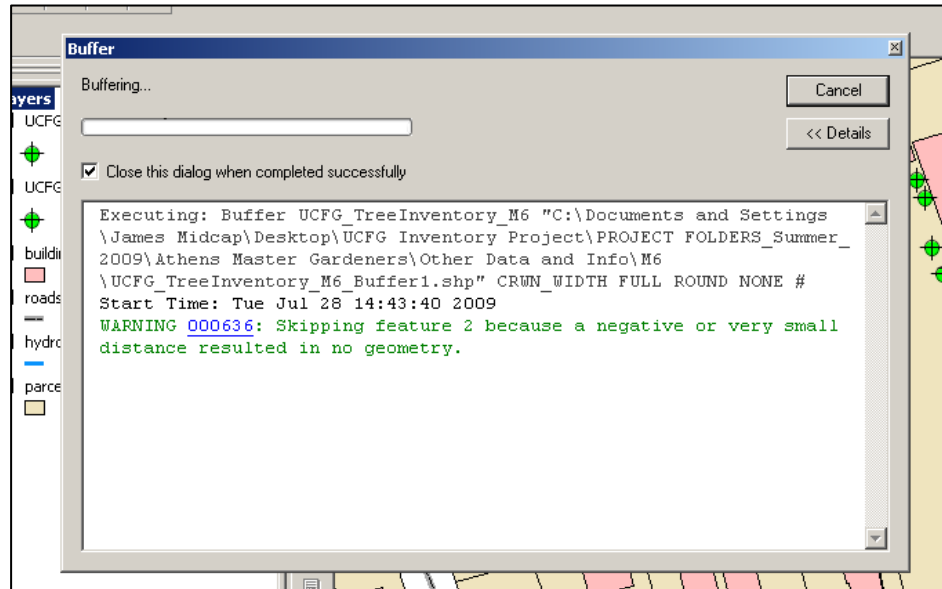 Buffer
Buffering...
Cancel
<< Details
Close this dialog when completed successfully
Executing: Buffer UCFG_TreeInventory_M6 "C:\Documents and Settings
\James Midcap\Desktop\UCFG Inventory Project\PROJECT FOLDERS_Summer_
2009\Athens Master Gardeners\Other Data and Info\M6
\UCFG_TreeInventory_M6_Buffer1.shp" CRWN_WIDTH FULL ROUND NONE #
Start Time: Tue Jul 28 14:43:40 2009
WARNING 000636: Skipping feature 2 because a negative or very small
distance resulted in no geometry.
ayers
UCFG
UCFG
buildi
roads
hydro
parce